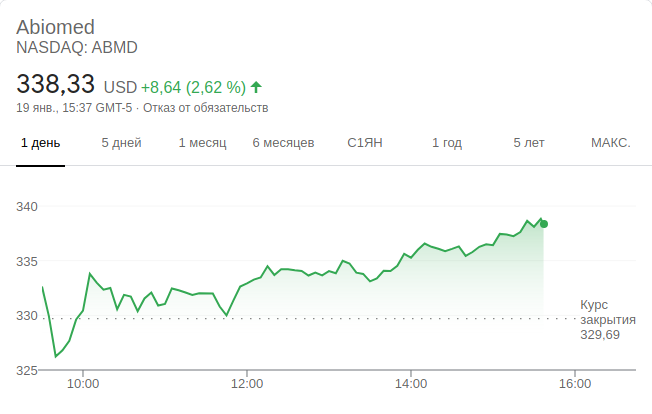 Abiomed
NASDAQ: ABMD
338,33 USD +8,64 (2,62 %)
19 янв., 15:37 GMT-5 · Отказ от обязательств
1 день 5 дней 1 месяц 6 месяцев С1ЯН 1 год 5 лет МАКС.
340
335
330
325
Курс
закрытия
329,69
10:00 12:00 14:00 16:00